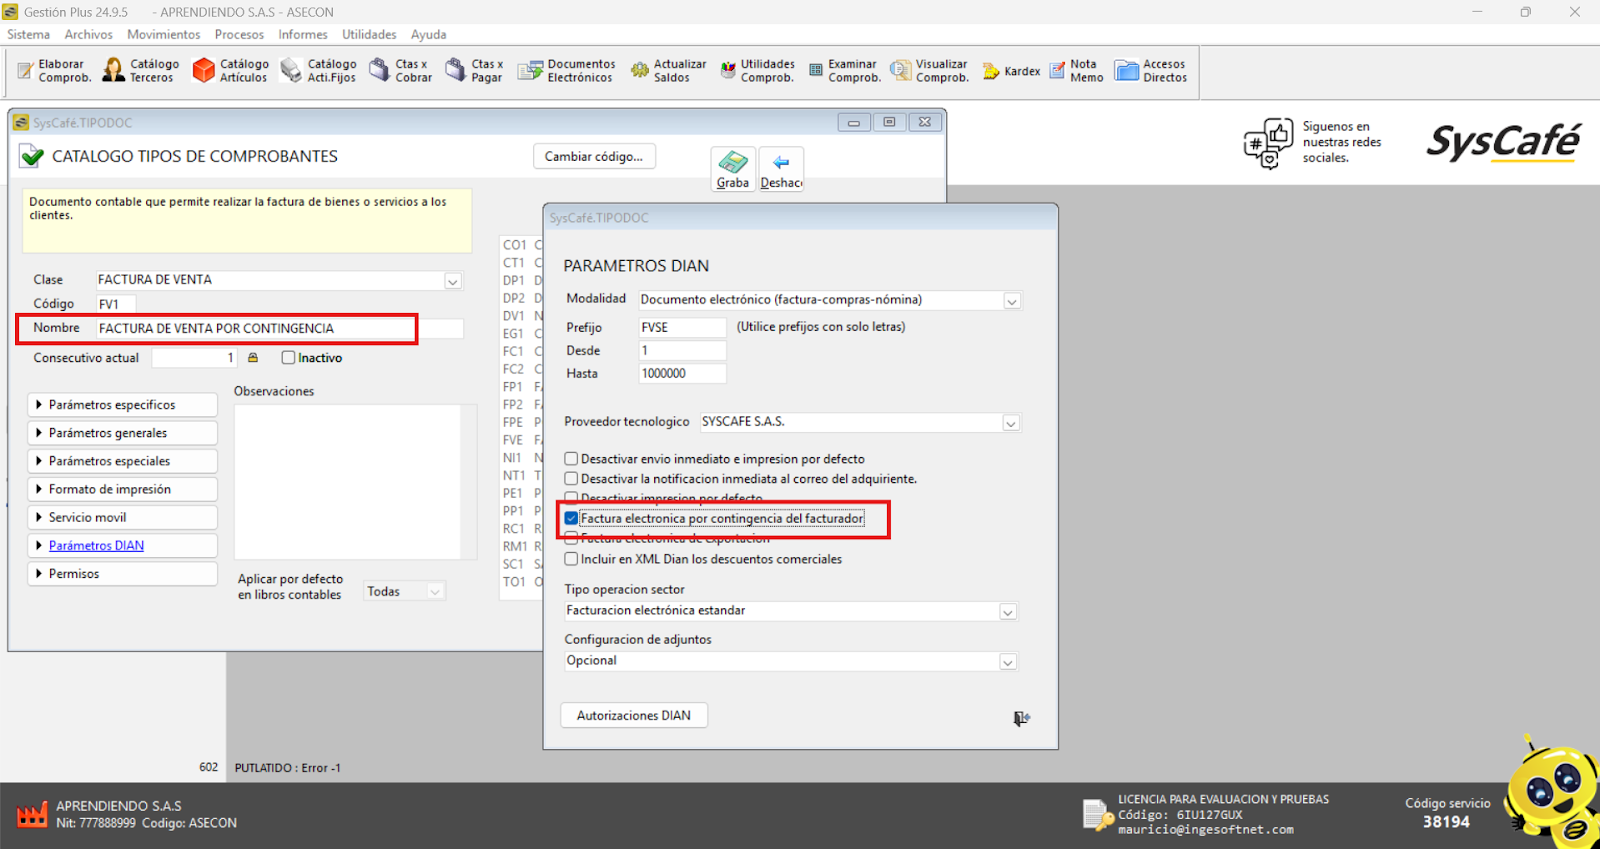 Gestión Plus 24.9.5 - APRENDIENDO S.A.S - ASECON
Sistema Archivos Movimientos Procesos Informes Utilidades Ayuda
Elaborar Comprob.
Catálogo Terceros
Catálogo Artículos
Catálogo Acti.Fijos
Ctas x Cobrar
Ctas x Pagar
Documentos Electrónicos
Actualizar Saldos
Utilidades Comprob.
Examinar Comprob.
Visualizar Comprob.
Kardex
Nota Memo
Accesos Directos
SysCafé.TIPODOC
CATALOGO TIPOS DE COMPROBANTES
Cambiar código...
Graba
Deshac
Siguenos en
nuestras redes
sociales.
SysCafé
Documento contable que permite realizar la factura de bienes o servicios a los
clientes.
Clase FACTURA DE VENTA
Código FV1
Nombre FACTURA DE VENTA POR CONTINGENCIA
Consecutivo actual 1 Inactivo
Parámetros especificos
Parámetros generales
Parámetros especiales
Formato de impresión
Servicio movil
Parámetros DIAN
Permisos
Observaciones
Aplicar por defecto
en libros contables
Todas
CO1 C
CT1 C
DP1 D
DP2 D
DV1 N
EG1 C
FC1 C
FC2 C
FP1 F
FP2 F
FPE P
FVE F
NI1 N
NT1 T
PE1 P
PP1 P
RC1 R
RM1 R
SC1 S
TO1 O
SysCafé.TIPODOC
PARAMETROS DIAN
Modalidad Documento electrónico (factura-compras-nómina)
Prefijo FVSE (Utilice prefijos con solo letras)
Desde 1
Hasta 1000000
Proveedor tecnologico SYSCAFE S.A.S.
Desactivar envio inmediato e impresion por defecto
Desactivar la notificacion inmediata al correo del adquiriente.
Desactivar impresion por defecto
Factura electronica por contingencia del facturador
Factura electronica de exportacion
Incluir en XML Dian los descuentos comerciales
Tipo operacion sector
Facturacion electrónica estandar
Configuracion de adjuntos
Opcional
Autorizaciones DIAN
602 PUTLATIDO : Error -1
APRENDIENDO S.A.S
Nit: 777888999 Codigo: ASECON
LICENCIA PARA EVALUACION Y PRUEBAS
Código: 6IU127GUX
mauricio@ingesoftnet.com
Código servicio
38194